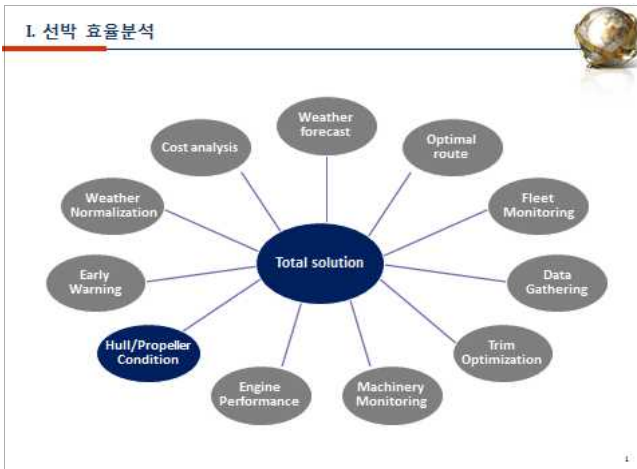 I. 선박 효율분석
Weather
forecast
Cost analysis
Optimal
route
Weather
Normalization
Fleet
Monitoring
Total solution
Early
Warning
Data
Gathering
Hull/Propeller
Condition
Trim
Optimization
Engine
Performance
Machinery
Monitoring
1